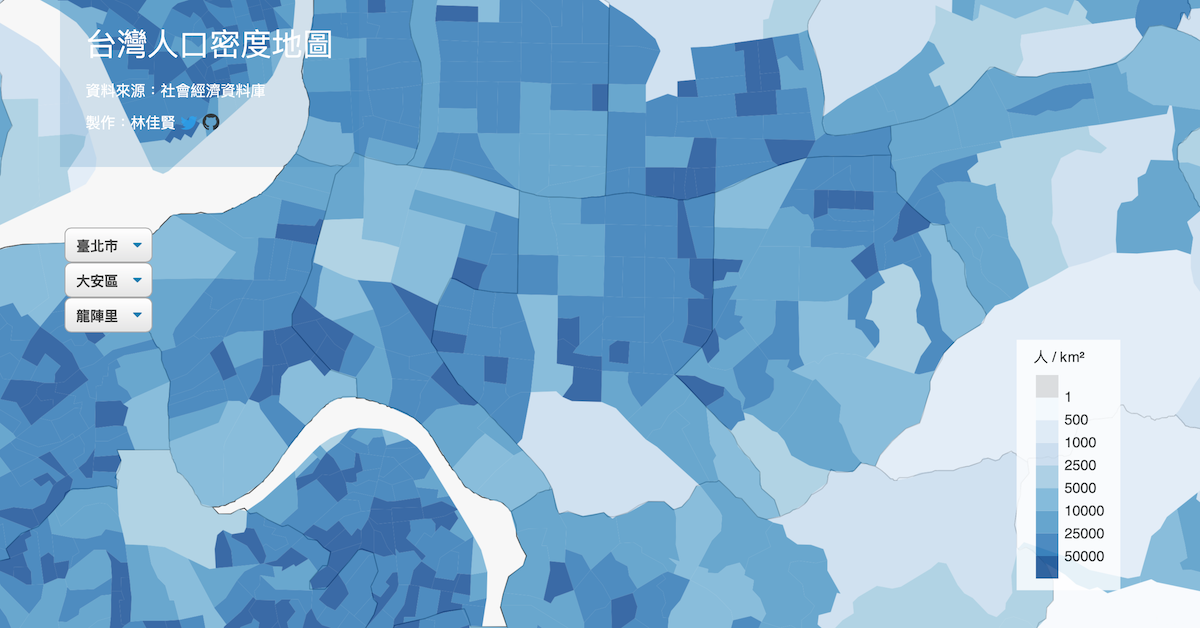 台灣人口密度地圖
資料來源：社會經濟資料庫
製作：林佳賢
臺北市
大安區
龍陣里
人 / km²
1
500
1000
2500
5000
10000
25000
50000